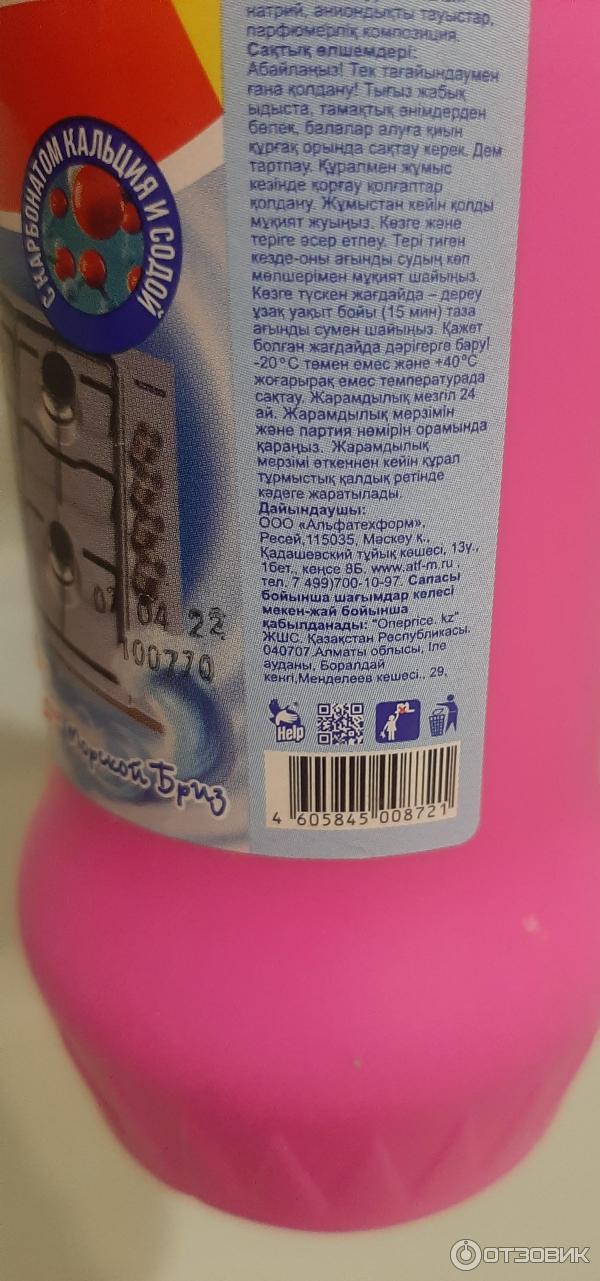 натрий, аниондықты тауыстар,
парфюмерлік композиция.
Сақтық өлшемдері:
Абайлаңыз! Тек тағайындаумен
ғана қолдану! Тығыз жабық
ыдыста, тамақтық өнімдерден
бөлек, балалар алуға қиын
құрғақ орында сақтау керек. Дем
тартпау. Құралмен жұмыс
кезінде қорғау қолғаптар
қолдану. Жұмыстан кейін қолды
мұқият жуыңыз. Көзге және
теріге әсер етпеу. Тері тиген
кезде-оны ағынды судың көп
мөлшерімен мұқият шайыңыз.
Көзге түскен жағдайда – дереу
ұзақ уақыт бойы (15 мин) таза
ағынды сумен шайыңыз. Қажет
болған жағдайда дәрігерге бару!
-20°С төмен емес және +40°С
жоғарырақ емес температурада
сақтау. Жарамдылық мезгіл 24
ай. Жарамдылық мерзімін
және партия нөмірін орамында
қараңыз. Жарамдылық
мерзімі өткеннен кейін құрал
тұрмыстық қалдық ретінде
кәдеге жаратылады.
Дайындаушы:
ООО «Альфатехформ»,
Ресей,115035, Мәскеу қ.,
Кадашевский тұйық көшесі, 13ү.,
1бет., кеңсе 8Б. www.atf-m.ru ,
тел. 7 499)700-10-97. Сапасы
бойынша шағымдар келесі
мекен-жай бойынша
қабылданады: "Oneprice. kz"
ЖШС. Қазақстан Республикасы.
040707.Алматы облысы, Іле
ауданы, Боралдай
кенгі,Менделеев көшесі., 29,
Help
4 605845 008721
С КАРБОНАТОМ КАЛЬЦИЯ И СОДОЙ
07 04 22
100770
Морской Бриз
ОТЗОВИК